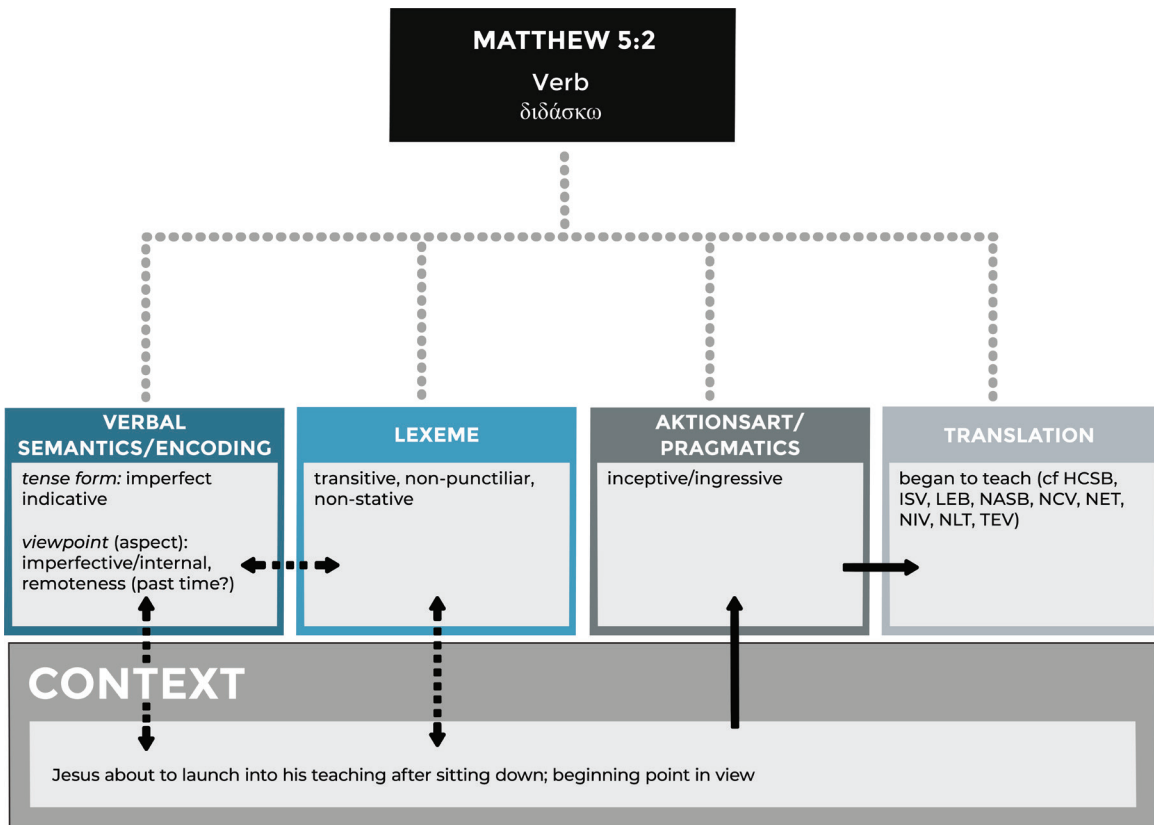 MATTHEW 5:2
Verb
διδάσκω
VERBAL
SEMANTICS/ENCODING
tense form: imperfect
indicative
viewpoint (aspect):
imperfective/internal,
remoteness (past time?)
LEXEME
transitive, non-punctiliar,
non-stative
AKTIONSART/
PRAGMATICS
inceptive/ingressive
TRANSLATION
began to teach (cf HCSB,
ISV, LEB, NASB, NCV, NET,
NIV, NLT, TEV)
CONTEXT
Jesus about to launch into his teaching after sitting down; beginning point in view